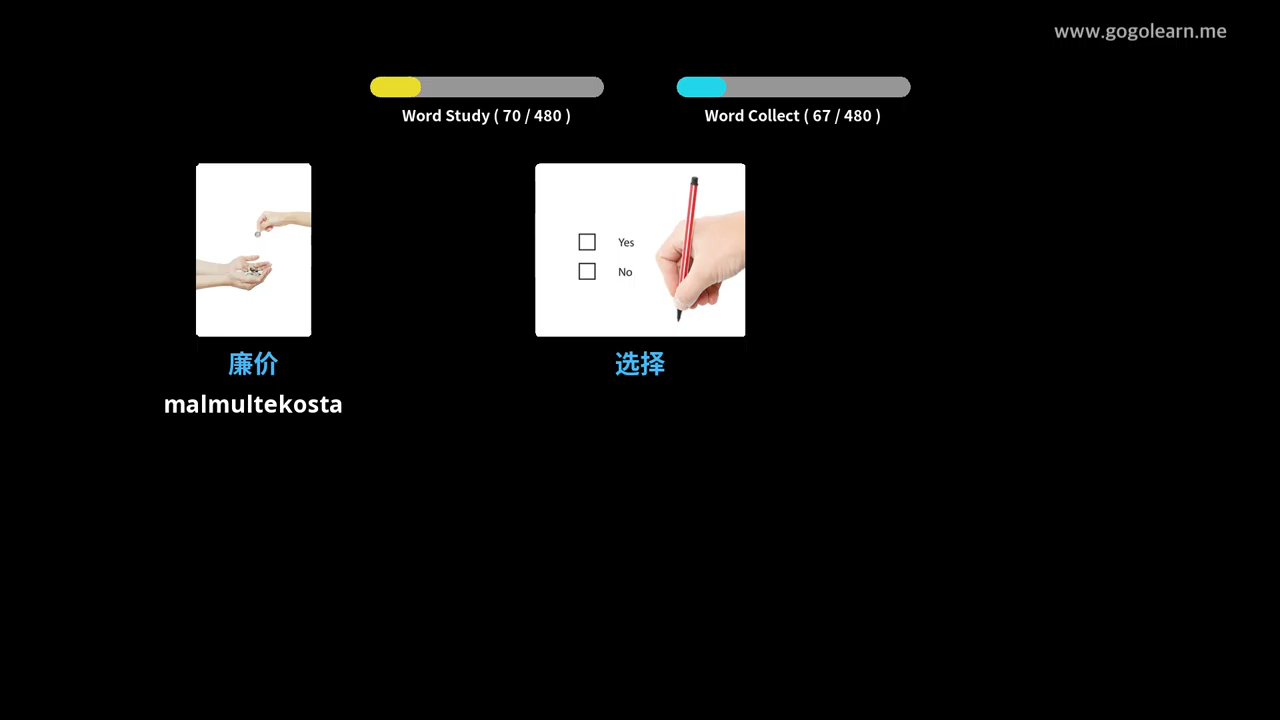 www.gogolearn.me
Word Study ( 70 / 480 )
Word Collect ( 67 / 480 )
Yes
No
廉价
选择
malmultekosta